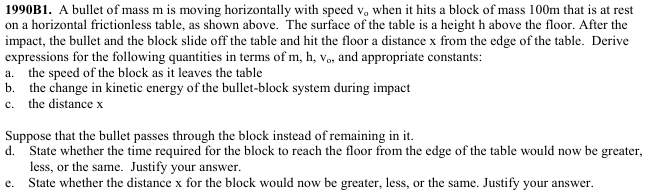 1990B1. A bullet of mass m is moving horizontally with speed vₒ when it hits a block of mass 100m that is at rest
on a horizontal frictionless table, as shown above. The surface of the table is a height h above the floor. After the
impact, the bullet and the block slide off the table and hit the floor a distance x from the edge of the table. Derive
expressions for the following quantities in terms of m, h, vₒ, and appropriate constants:
a. the speed of the block as it leaves the table
b. the change in kinetic energy of the bullet-block system during impact
c. the distance x
Suppose that the bullet passes through the block instead of remaining in it.
d. State whether the time required for the block to reach the floor from the edge of the table would now be greater,
less, or the same. Justify your answer.
e. State whether the distance x for the block would now be greater, less, or the same. Justify your answer.